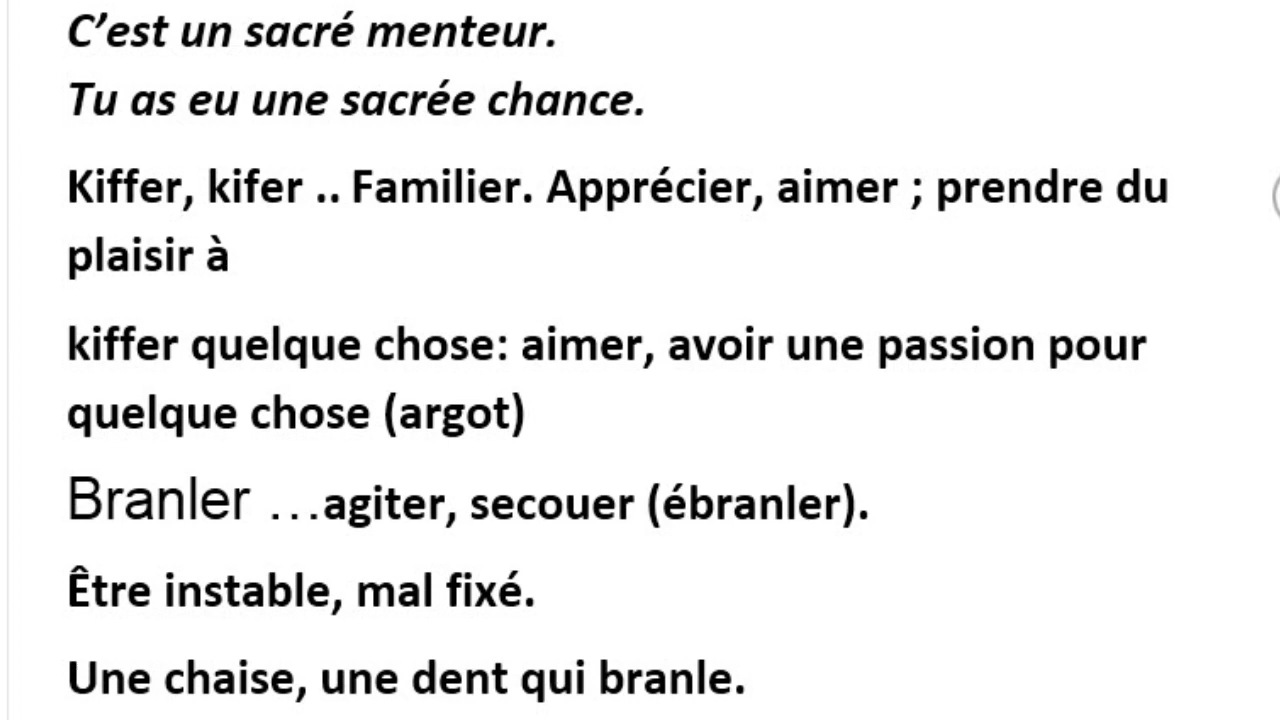 C’est un sacré menteur.
Tu as eu une sacrée chance.
Kiffer, kifer .. Familier. Apprécier, aimer ; prendre du
plaisir à
kiffer quelque chose: aimer, avoir une passion pour
quelque chose (argot)
Branler ...agiter, secouer (ébranler).
Être instable, mal fixé.
Une chaise, une dent qui branle.